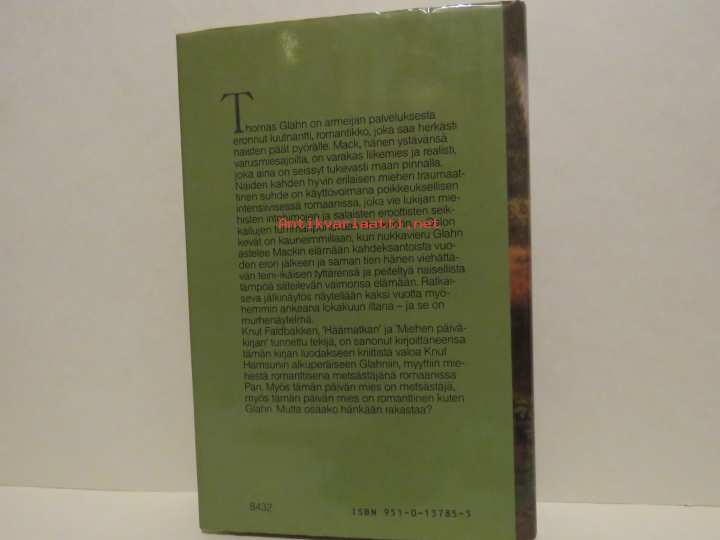 Thomas Glahn on armeijan palveluksesta
eronnut luutnantti, romantikko, joka saa herkästi
naisten päät pyörälle. Mack, hänen ystävänsä
varusmiesajoilta, on varakas liikemies ja realisti,
joka aina on seissyt tukevasti maan pinnalla.
Näiden kahden hyvin erilaisen miehen traumaat-
tinen suhde on käyttövoimana poikkeuksellisen
intensiivisessä romaanissa, joka vie lukijan mie-
histen intohimojen ja salaisten eroottisten seik-
kailujen
Antikvariaatit.net
kevät on kauneimmillaan, kun nukkavieru Glahn
astelee Mackin elämään kahdeksantoista vuo-
den eron jälkeen ja saman tien hänen viehättä-
vän teini-ikäisen tyttärensä ja peiteltyä naisellista
lämpöä säteilevän vaimonsa elämään. Ratkai-
seva jälkinäytös näytellään kaksi vuotta myö-
hemmin ankeana lokakuun iltana – ja se on
murhenäytelmä.
Knut Faldbakken, 'Häämatkan' ja 'Miehen päivä-
kirjan' tunnettu tekijä, on sanonut kirjoittaneensa
tämän kirjan luodakseen kriittistä valoa Knut
Hamsunin alkuperäiseen Glahniin, myyttiin mie-
hestä romanttisena metsästäjänä romaanissa
Pan. Myös tämän päivän mies on metsästäjä,
myös tämän päivän mies on romanttinen kuten
Glahn. Mutta osaako hänkään rakastaa?
8432
ISBN 951-0-13785-3